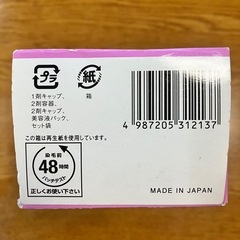 プラ
紙
1剤キャップ、
2剤容器、
2剤キャップ、
美容液パック、
セット袋
箱
この箱は再生紙を使用しています。
4 987205 312137
染毛前
48時間
パッチテスト
正しくお使い下さい
MADE IN JAPAN